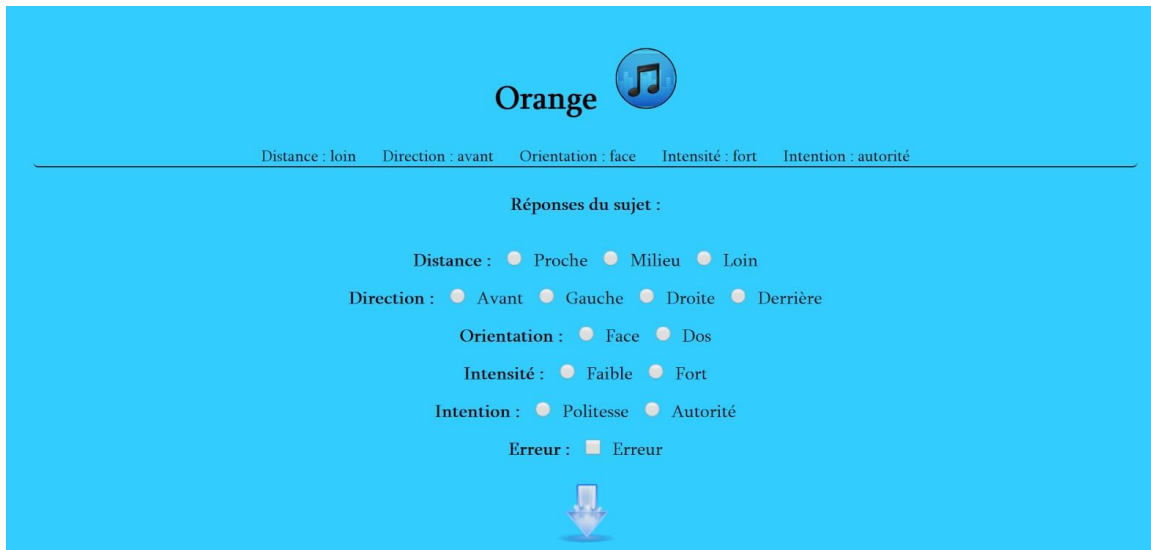 Orange
Distance : loin Direction : avant Orientation : face Intensité : fort Intention : autorité
Réponses du sujet :
Distance : Proche Milieu Loin
Direction : Avant Gauche Droite Derrière
Orientation : Face Dos
Intensité : Faible Fort
Intention : Politesse Autorité
Erreur : Erreur